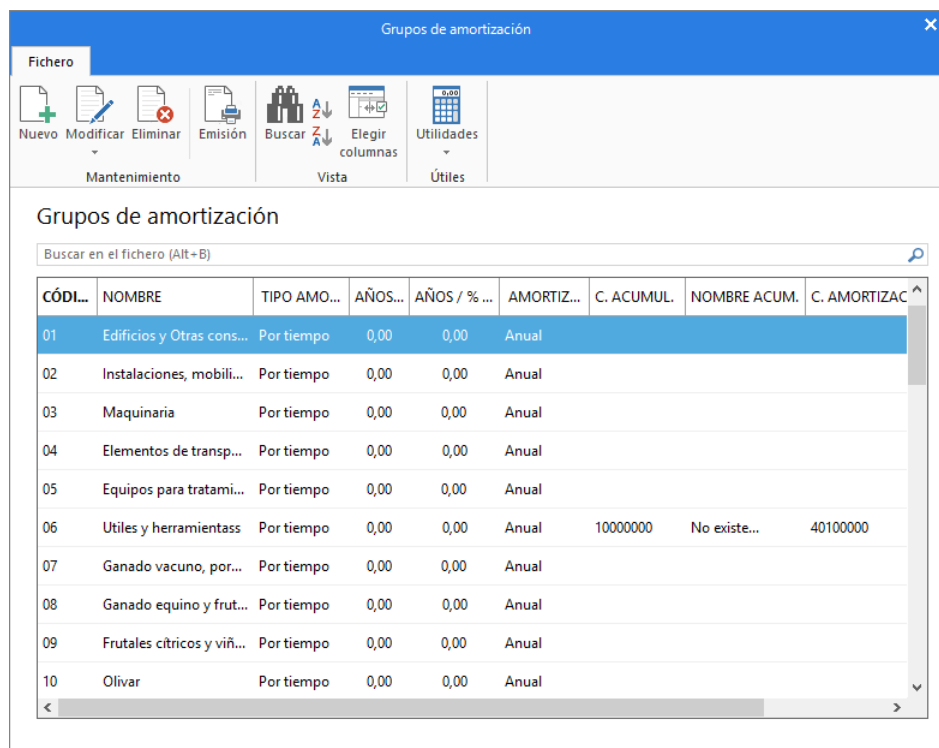 Grupos de amortización
Fichero
Nuevo Modificar Eliminar Emisión Buscar Elegir columnas Utilidades
Mantenimiento Vista Útiles
Grupos de amortización
Buscar en el fichero (Alt+B)
CÓDI... NOMBRE TIPO AMO... AÑOS... AÑOS / % ... AMORTIZ... C. ACUMUL. NOMBRE ACUM. C. AMORTIZAC
01 Edificios y Otras cons... Por tiempo 0,00 0,00 Anual
02 Instalaciones, mobili... Por tiempo 0,00 0,00 Anual
03 Maquinaria Por tiempo 0,00 0,00 Anual
04 Elementos de transp... Por tiempo 0,00 0,00 Anual
05 Equipos para tratami... Por tiempo 0,00 0,00 Anual
06 Utiles y herramientass Por tiempo 0,00 0,00 Anual 10000000 No existe... 40100000
07 Ganado vacuno, por... Por tiempo 0,00 0,00 Anual
08 Ganado equino y frut... Por tiempo 0,00 0,00 Anual
09 Frutales cítricos y viñ... Por tiempo 0,00 0,00 Anual
10 Olivar Por tiempo 0,00 0,00 Anual